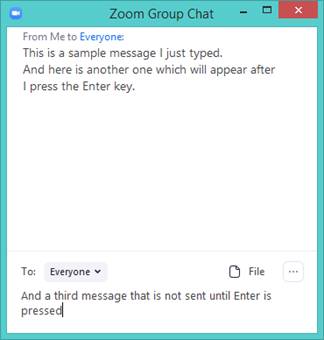 Zoom Group Chat
From Me to Everyone:
This is a sample message I just typed.
And here is another one which will appear after
I press the Enter key.
To: Everyone File
And a third message that is not sent until Enter is
pressed